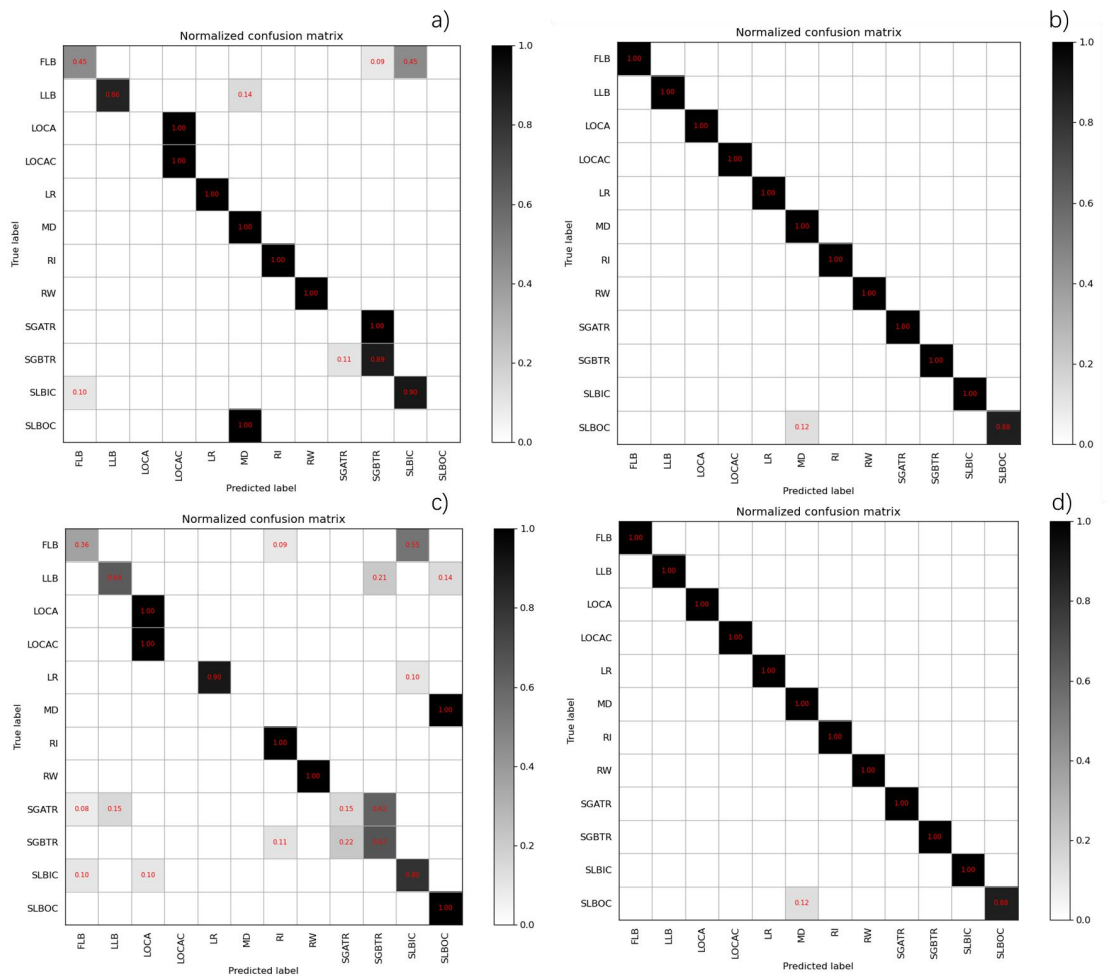 a)
Normalized confusion matrix
FLB 0.45 0.09 0.45 1.0
LLB 0.86 0.14
LOCA 1.00 0.8
LOCAC 1.00
LR 1.00 0.6
MD 1.00
RI 1.00
RW 1.00 0.4
SGATR 1.00
SGBTR 0.11 0.89 0.2
SLBIC 0.10 0.90
SLBOC 1.00 0.0
True label
FLB LLB LOCA LOCAC LR MD RI RW SGATR SGBTR SLBIC SLBOC
Predicted label
b)
Normalized confusion matrix
FLB 1.00 1.0
LLB 1.00
LOCA 1.00 0.8
LOCAC 1.00
LR 1.00 0.6
MD 1.00
RI 1.00
RW 1.00 0.4
SGATR 1.00
SGBTR 1.00 0.2
SLBIC 1.00
SLBOC 0.12 0.88 0.0
True label
FLB LLB LOCA LOCAC LR MD RI RW SGATR SGBTR SLBIC SLBOC
Predicted label
c)
Normalized confusion matrix
FLB 0.36 0.09 0.55 1.0
LLB 0.21 0.14
LOCA 1.00 0.8
LOCAC 1.00
LR 0.90 0.10 0.6
MD 1.00
RI 1.00
RW 1.00 0.4
SGATR 0.08 0.15 0.15 0.62
SGBTR 0.11 0.22 0.67 0.2
SLBIC 0.10 0.10 0.80
SLBOC 1.00 0.0
True label
FLB LLB LOCA LOCAC LR MD RI RW SGATR SGBTR SLBIC SLBOC
Predicted label
d)
Normalized confusion matrix
FLB 1.00 1.0
LLB 1.00
LOCA 1.00 0.8
LOCAC 1.00
LR 1.00 0.6
MD 1.00
RI 1.00
RW 1.00 0.4
SGATR 1.00
SGBTR 1.00 0.2
SLBIC 1.00
SLBOC 0.12 0.88 0.0
True label
FLB LLB LOCA LOCAC LR MD RI RW SGATR SGBTR SLBIC SLBOC
Predicted label